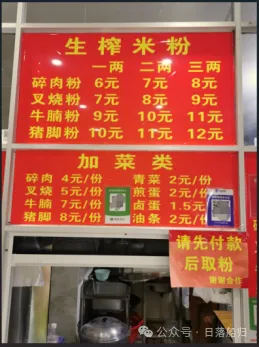 生榨米粉
一两 二两 三两
碎肉粉 6元 7元 8元
叉烧粉 7元 8元 9元
牛腩粉 9元 10元 11元
猪脚粉 10元 11元 12元
加菜类
碎肉 4元/份 青菜 2元/份
叉烧 5元/份 煎蛋 2元/份
牛腩 7元/份 卤蛋 1.5元
猪脚 8元/份 油条 2元/份
请先付款
后取粉
谢谢合作
公众号·日落船归